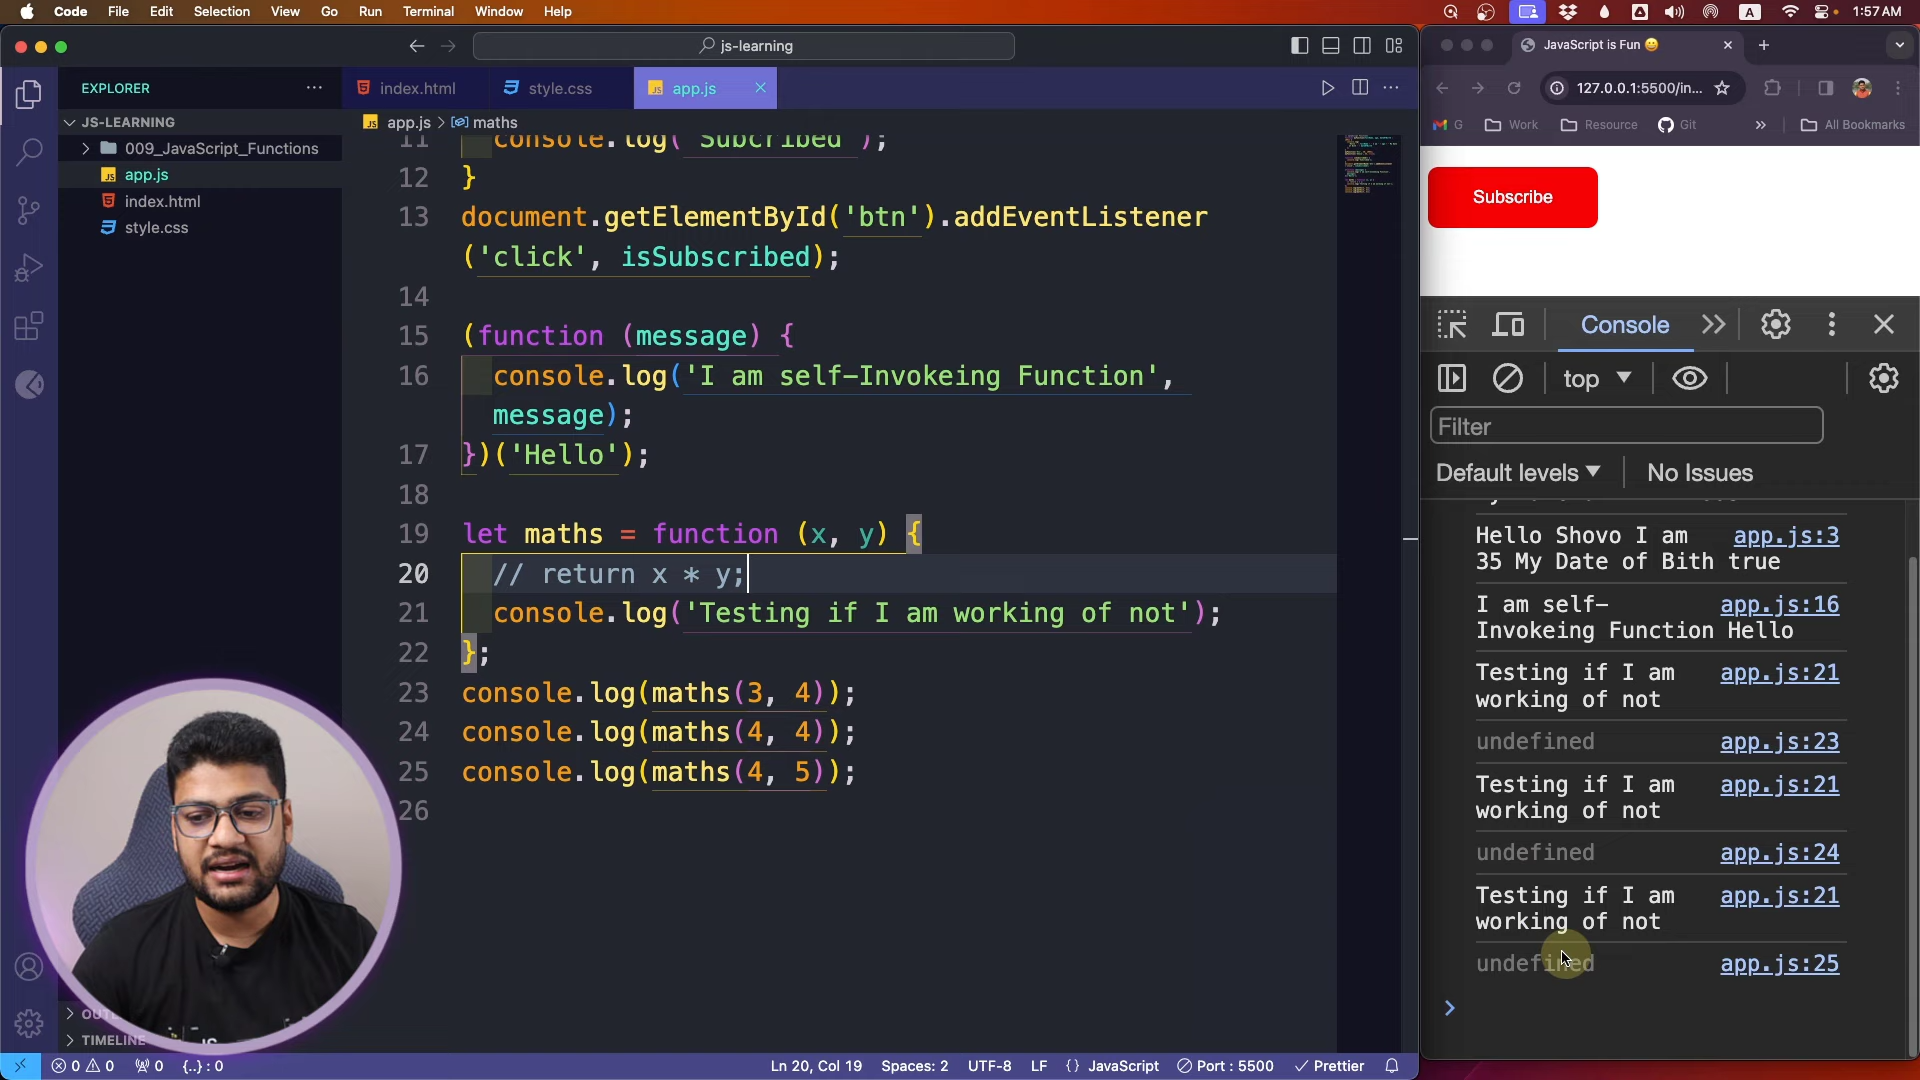 Code File Edit Selection View Go Run Terminal Window Help
A 1:57 AM
js-learning
JavaScript is Fun 😀
EXPLORER
index.html
style.css
app.js
127.0.0.1:5500/in...
JS-LEARNING
app.js > maths
G Work Resource Git » All Bookmarks
009_JavaScript_Functions
app.js
index.html
style.css
11 console.log( Subcribed );
12 }
13 document.getElementById('btn').addEventListener
('click', isSubscribed);
14
15 (function (message) {
16 console.log('I am self-Invokeing Function',
message);
17 })('Hello');
18
19 let maths = function (x, y) {
20 // return x * y;
21 console.log('Testing if I am working of not');
22 };
23 console.log(maths(3, 4));
24 console.log(maths(4, 4));
25 console.log(maths(4, 5));
26
Subscribe
Console
top
Filter
Default levels No Issues
Hello Shovo I am app.js:3
35 My Date of Bith true
I am self- app.js:16
Invokeing Function Hello
Testing if I am app.js:21
working of not
undefined app.js:23
Testing if I am app.js:21
working of not
undefined app.js:24
Testing if I am app.js:21
working of not
undefined app.js:25
TIMELINE
0 0 0 {..} : 0
Ln 20, Col 19 Spaces: 2 UTF-8 LF {} JavaScript Port : 5500 Prettier